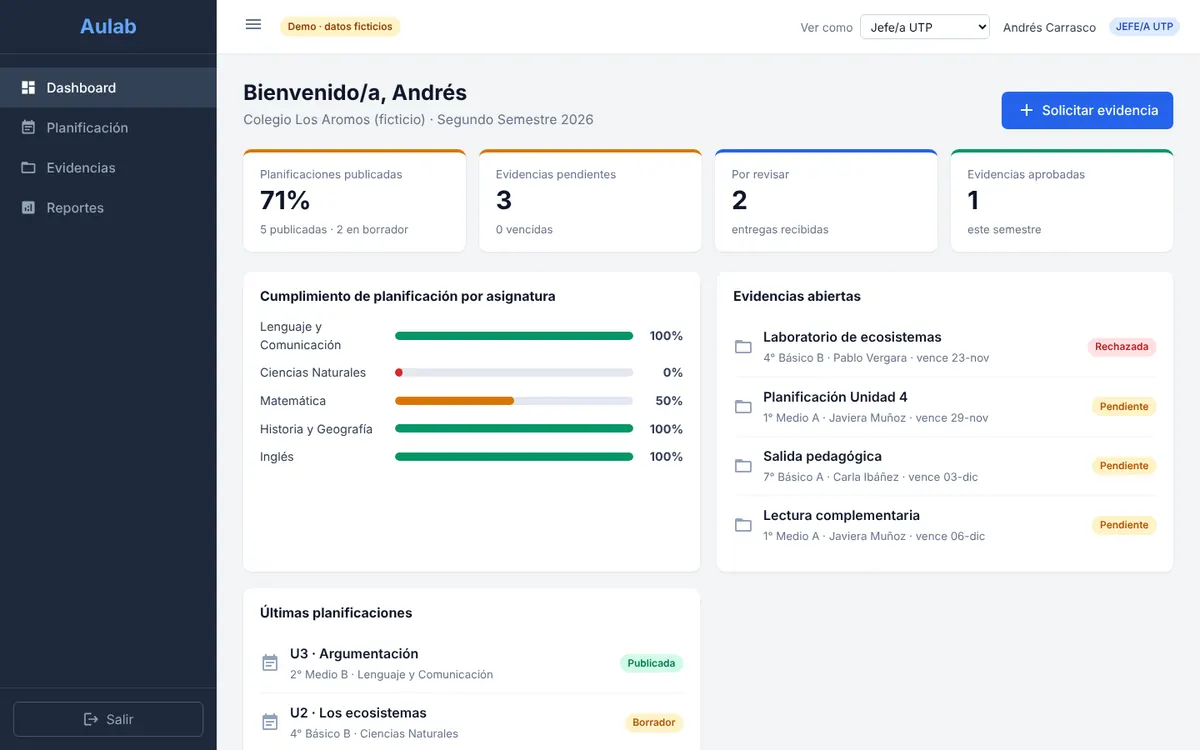 Aulab
Dashboard
Planificación
Evidencias
Reportes
Salir
Demo · datos ficticios
Ver como
Jefe/a UTP
Andrés Carrasco
JEFE/A UTP
Bienvenido/a, Andrés
Colegio Los Aromos (ficticio) · Segundo Semestre 2026
+ Solicitar evidencia
Planificaciones publicadas
71%
5 publicadas · 2 en borrador
Evidencias pendientes
3
0 vencidas
Por revisar
2
entregas recibidas
Evidencias aprobadas
1
este semestre
Cumplimiento de planificación por asignatura
Lenguaje y
Comunicación
100%
Ciencias Naturales
0%
Matemática
50%
Historia y Geografía
100%
Inglés
100%
Evidencias abiertas
Laboratorio de ecosistemas
4° Básico B · Pablo Vergara · vence 23-nov
Rechazada
Planificación Unidad 4
1° Medio A · Javiera Muñoz · vence 29-nov
Pendiente
Salida pedagógica
7° Básico A · Carla Ibáñez · vence 03-dic
Pendiente
Lectura complementaria
1° Medio A · Javiera Muñoz · vence 06-dic
Pendiente
Últimas planificaciones
U3 · Argumentación
2° Medio B · Lenguaje y Comunicación
Publicada
U2 · Los ecosistemas
4° Básico B · Ciencias Naturales
Borrador